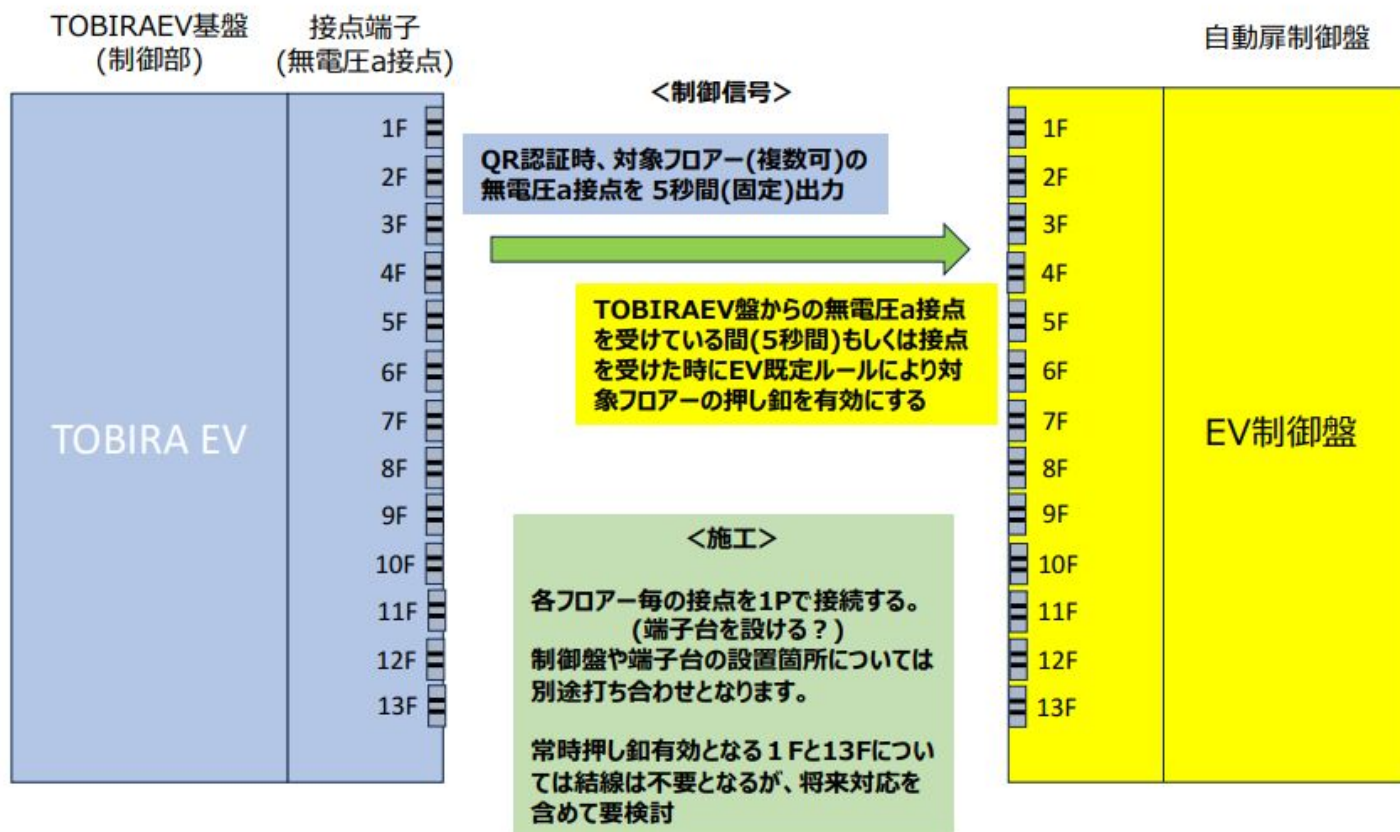 TOBIRAEV基盤
(制御部)
接点端子
(無電圧a接点)
自動扉制御盤
＜制御信号＞
1F
2F
3F
4F
5F
6F
7F
8F
9F
10F
11F
12F
13F
TOBIRA EV
QR認証時、対象フロアー(複数可)の
無電圧a接点を 5秒間(固定)出力
TOBIRAEV盤からの無電圧a接点
を受けている間(5秒間)もしくは接点
を受けた時にEV既定ルールにより対
象フロアーの押し釦を有効にする
＜施工＞
各フロアー毎の接点を1Pで接続する。
(端子台を設ける？)
制御盤や端子台の設置箇所については
別途打ち合わせとなります。
常時押し釦有効となる１Fと13Fについ
ては結線は不要となるが、将来対応を
含めて要検討
1F
2F
3F
4F
5F
6F
7F
8F
9F
10F
11F
12F
13F
EV制御盤